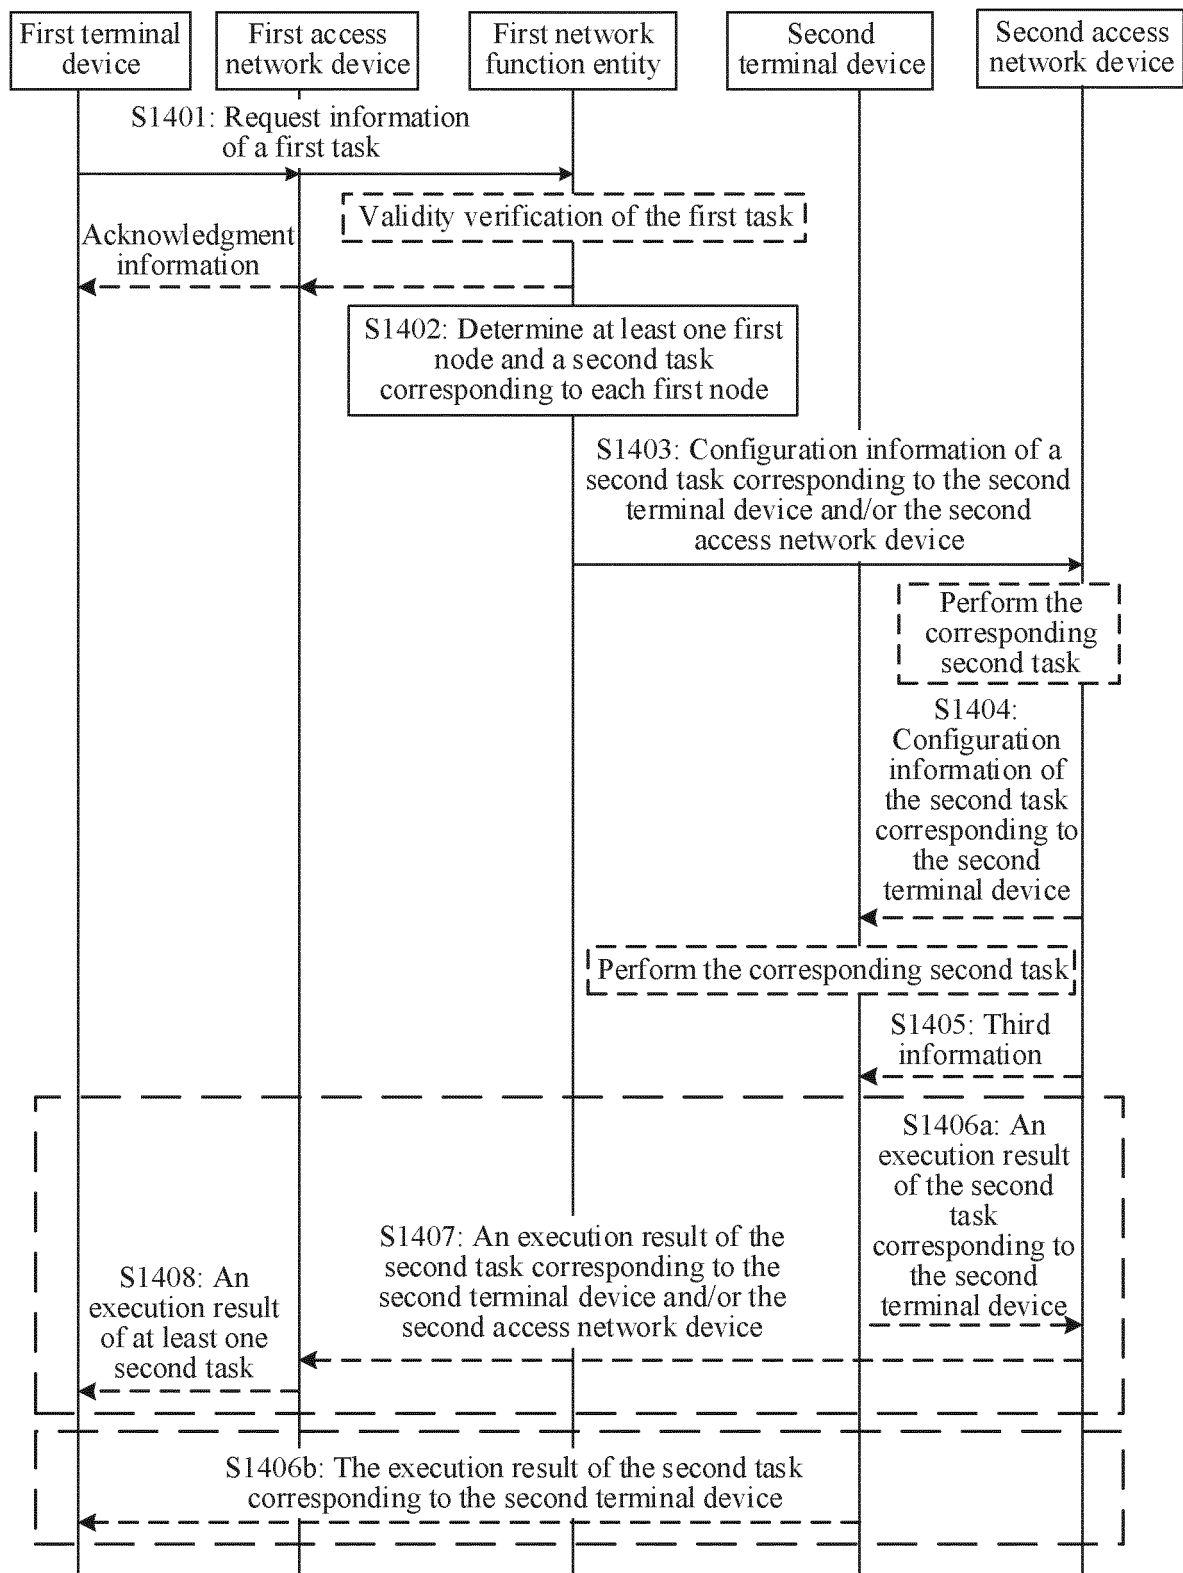 First terminal
device
First access
network device
First network
function entity
Second
terminal device
Second access
network device
S1401: Request information
of a first task
Validity verification of the first task
Acknowledgment
information
S1402: Determine at least one first
node and a second task
corresponding to each first node
S1403: Configuration information of a
second task corresponding to the second
terminal device and/or the second
access network device
Perform the
corresponding
second task
S1404:
Configuration
information of
the second task
corresponding to
the second
terminal device
Perform the corresponding second task
S1405: Third
information
S1406a: An
execution result
of the second
task
corresponding to
the second
terminal device
S1407: An execution result of the
second task corresponding to the
second terminal device and/or the
second access network device
S1408: An
execution result
of at least one
second task
S1406b: The execution result of the second task
corresponding to the second terminal device